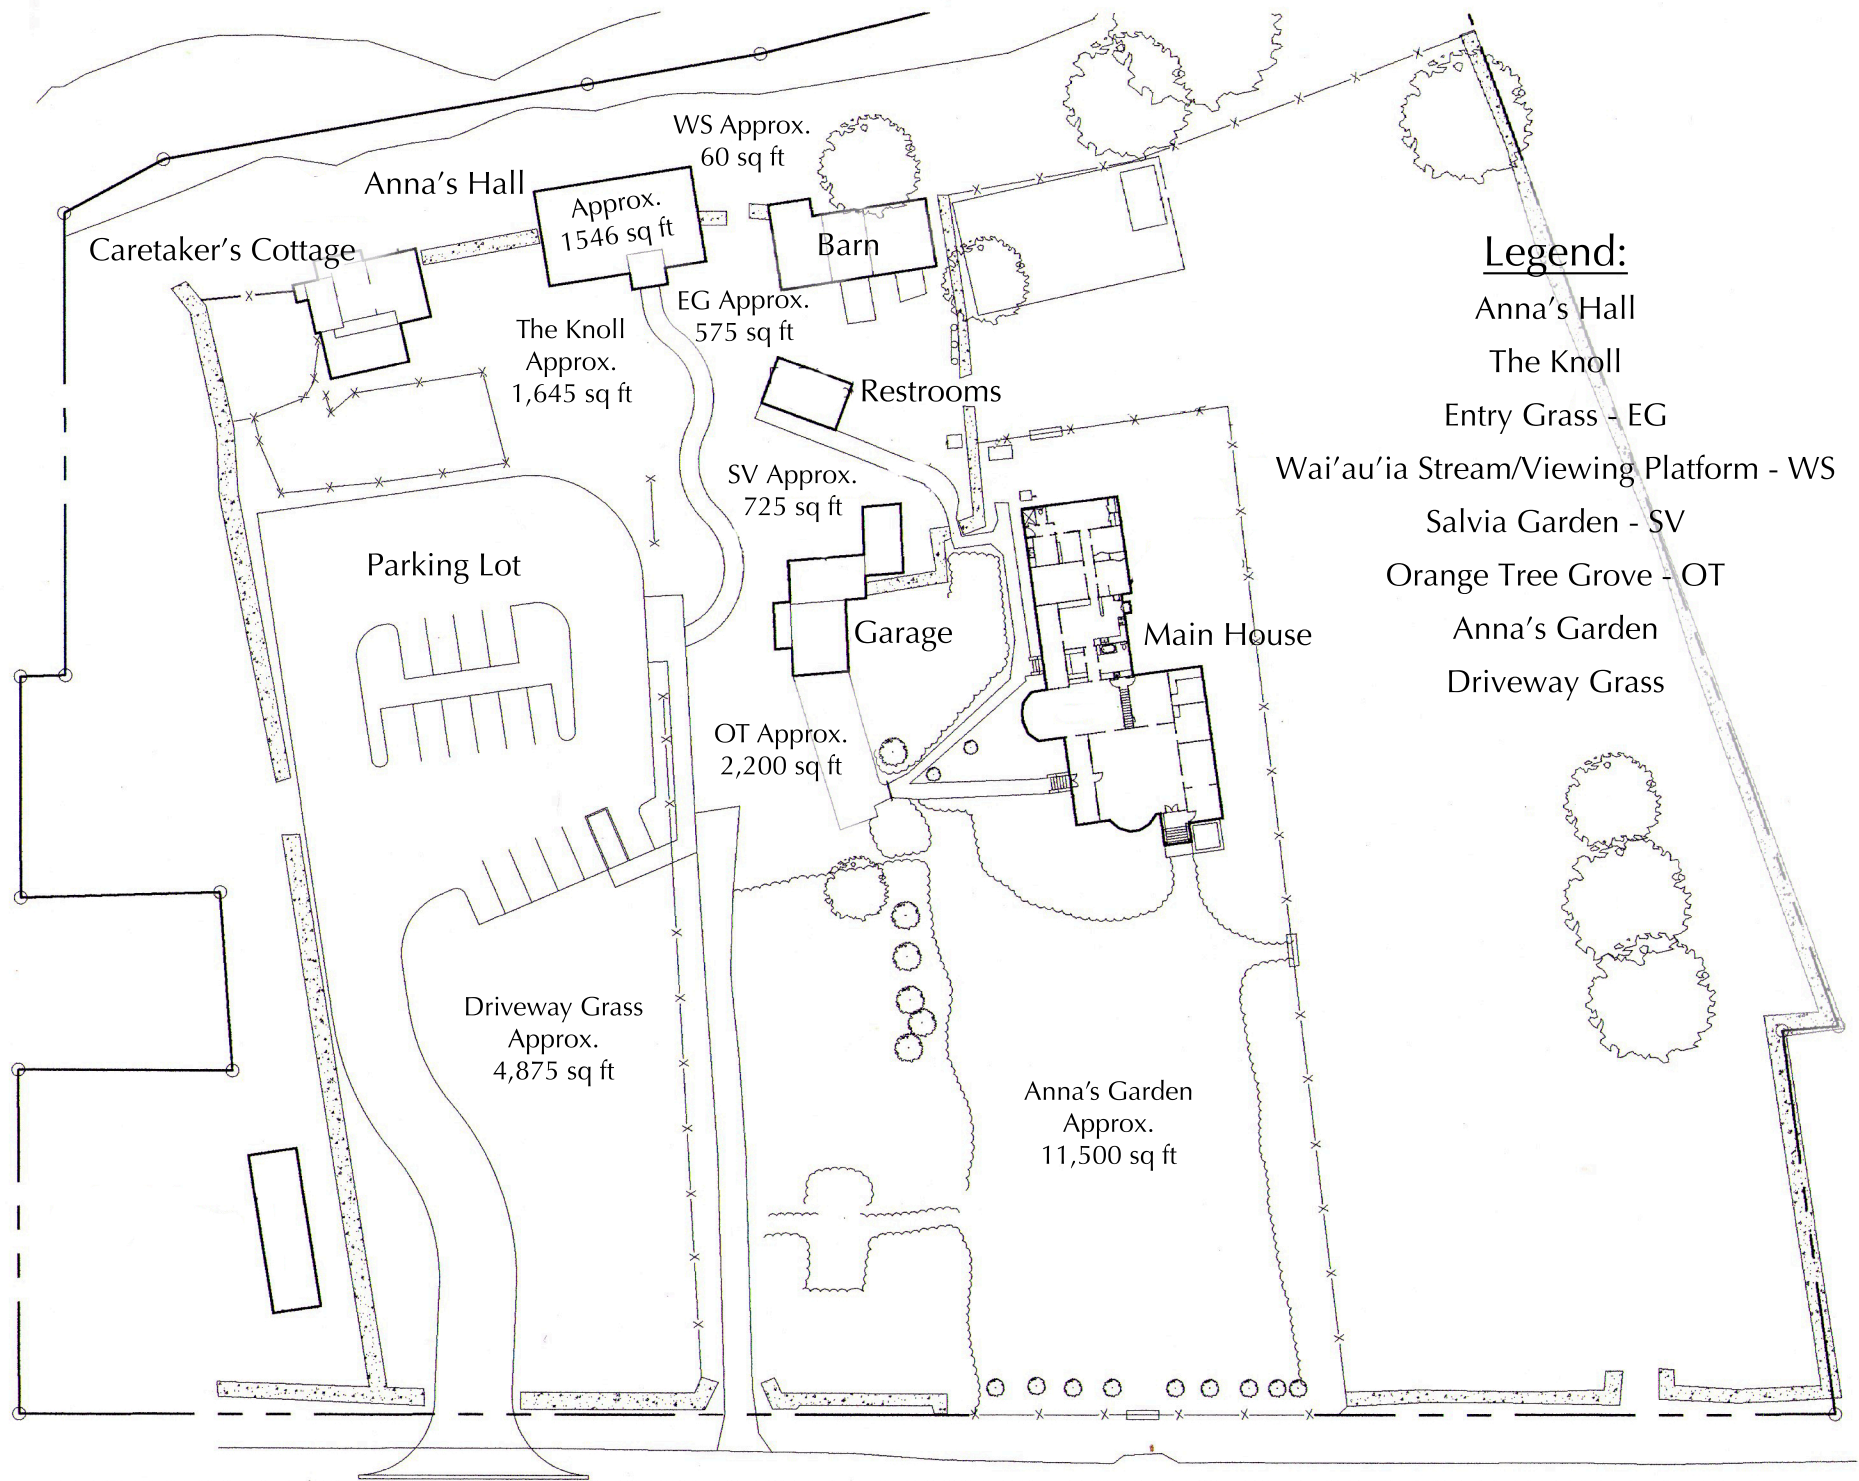 WS Approx.
60 sq ft
Anna's Hall
Approx.
1546 sq ft
Caretaker's Cottage
Barn
Legend:
Anna's Hall
The Knoll
Entry Grass - EG
Wai'au'ia Stream/Viewing Platform - WS
Salvia Garden - SV
Orange Tree Grove - OT
Anna's Garden
Driveway Grass
EG Approx.
575 sq ft
The Knoll
Approx.
1,645 sq ft
Restrooms
SV Approx.
725 sq ft
Parking Lot
Garage
Main House
OT Approx.
2,200 sq ft
Driveway Grass
Approx.
4,875 sq ft
Anna's Garden
Approx.
11,500 sq ft